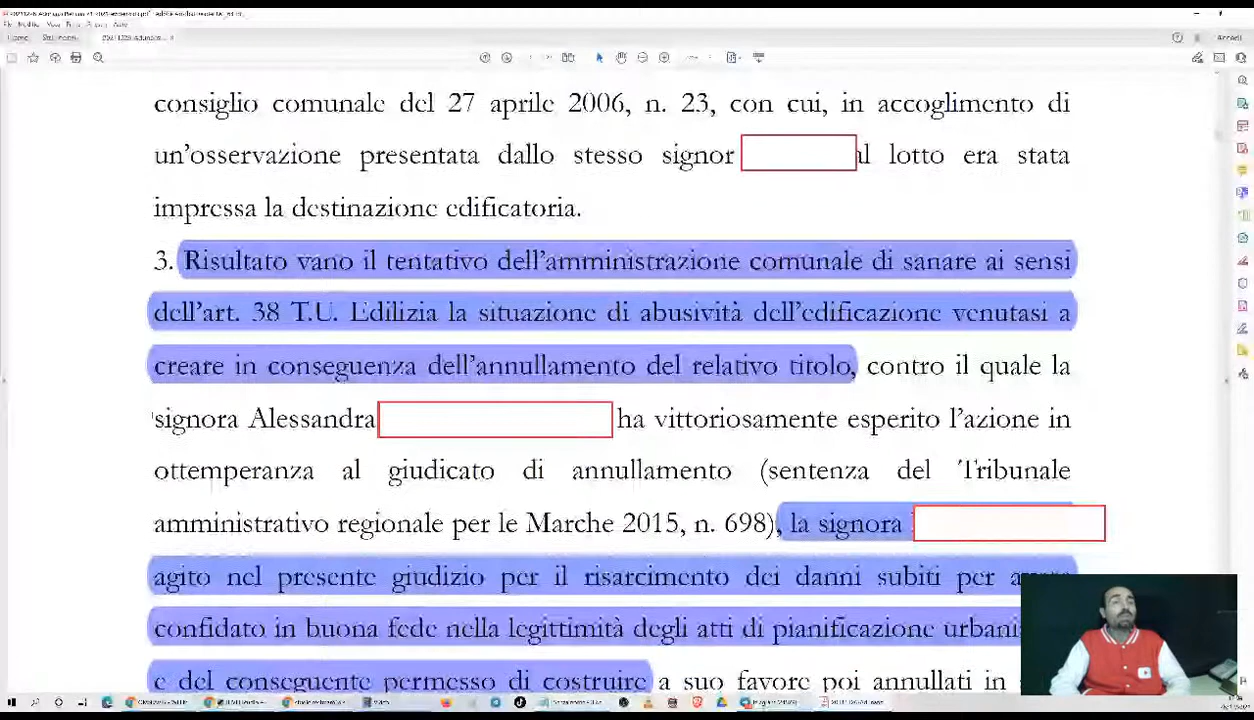 consiglio comunale del 27 aprile 2006, n. 23, con cui, in accoglimento di
un'osservazione presentata dallo stesso signor al lotto era stata
impressa la destinazione edificatoria.
3. Risultato vano il tentativo dell'amministrazione comunale di sanare ai sensi
dell'art. 38 T.U. Edilizia la situazione di abusività dell'edificazione venutasi a
creare in conseguenza dell'annullamento del relativo titolo, contro il quale la
signora Alessandra ha vittoriosamente esperito l'azione in
ottemperanza al giudicato di annullamento (sentenza del Tribunale
amministrativo regionale per le Marche 2015, n. 698), la signora
agito nel presente giudizio per il risarcimento dei danni subiti per
confidato in buona fede nella legittimità degli atti di pianificazione
e del conseguente permesso di costruire a suo favore poi annullati in